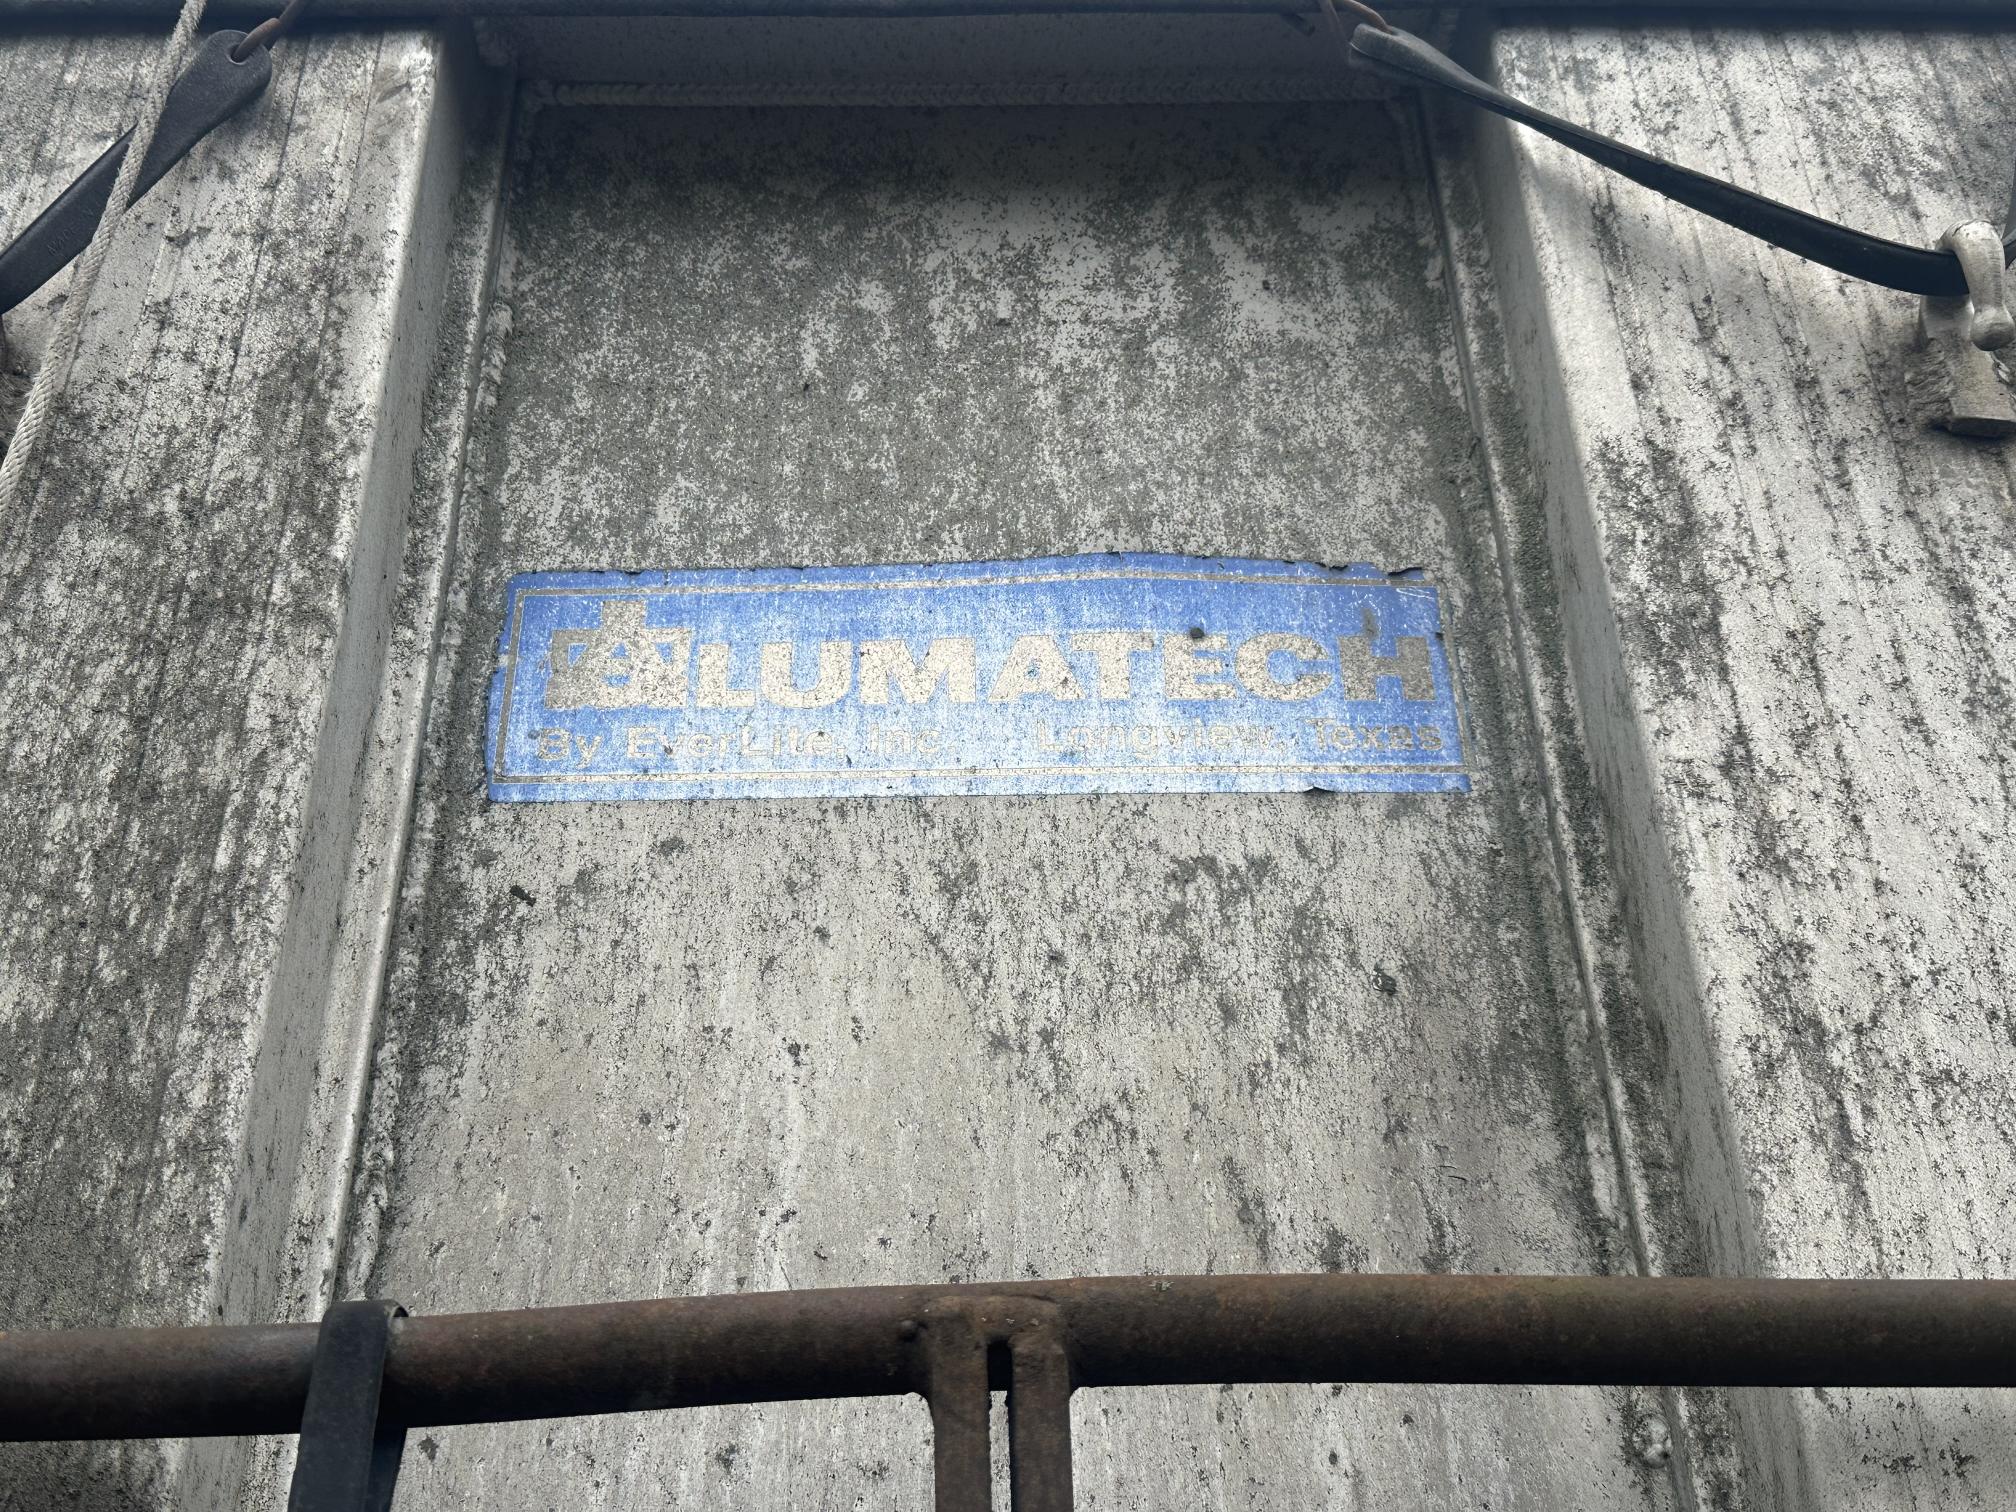 ALUMATECH
By EverLite, Inc. Longview, Texas